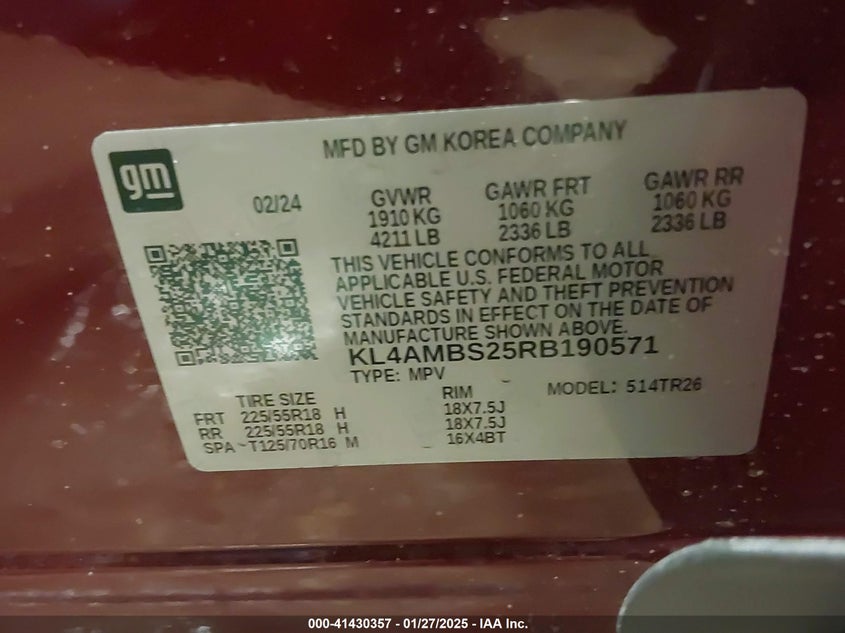 MFD BY GM KOREA COMPANY
gm
02/24
GVWR
1910 KG
4211 LB
GAWR FRT
1060 KG
2336 LB
GAWR RR
1060 KG
2336 LB
THIS VEHICLE CONFORMS TO ALL
APPLICABLE U.S. FEDERAL MOTOR
VEHICLE SAFETY AND THEFT PREVENTION
STANDARDS IN EFFECT ON THE DATE OF
MANUFACTURE SHOWN ABOVE.
KL4AMBS25RB190571
TYPE: MPV
MODEL: 514TR26
TIRE SIZE
RIM
FRT 225/55R18 H 18X7.5J
RR 225/55R18 H 18X7.5J
SPA T125/70R16 M 16X4BT
000-41430357 - 01/27/2025 - IAA Inc.